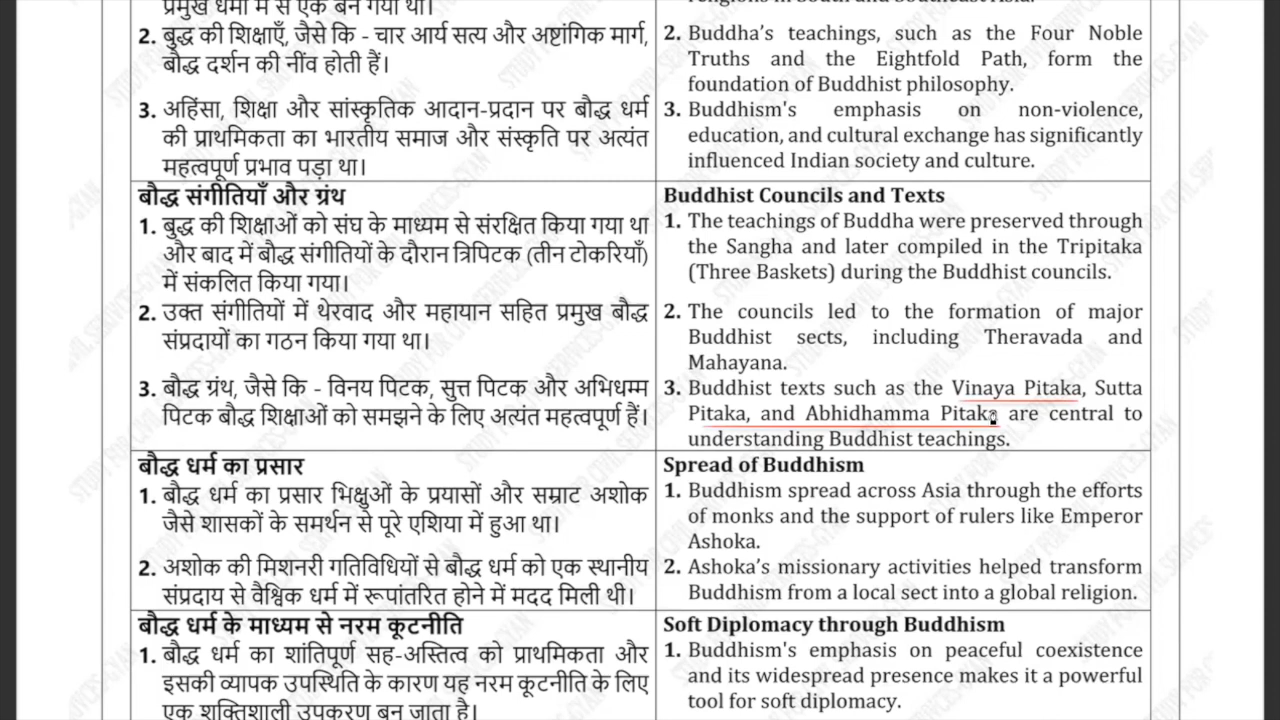 प्रमुख धर्मों में से एक बन गया था।
2. बुद्ध की शिक्षाएँ, जैसे कि - चार आर्य सत्य और अष्टांगिक मार्ग,
बौद्ध दर्शन की नींव होती हैं।
3. अहिंसा, शिक्षा और सांस्कृतिक आदान-प्रदान पर बौद्ध धर्म
की प्राथमिकता का भारतीय समाज और संस्कृति पर अत्यंत
महत्वपूर्ण प्रभाव पड़ा था।
religions in South and Southeast Asia.
2. Buddha’s teachings, such as the Four Noble
Truths and the Eightfold Path, form the
foundation of Buddhist philosophy.
3. Buddhism's emphasis on non-violence,
education, and cultural exchange has significantly
influenced Indian society and culture.
बौद्ध संगीतियाँ और ग्रंथ
1. बुद्ध की शिक्षाओं को संघ के माध्यम से संरक्षित किया गया था
और बाद में बौद्ध संगीतियों के दौरान त्रिपिटक (तीन टोकरियाँ)
में संकलित किया गया।
2. उक्त संगीतियों में थेरवाद और महायान सहित प्रमुख बौद्ध
संप्रदायों का गठन किया गया था।
3. बौद्ध ग्रंथ, जैसे कि - विनय पिटक, सुत्त पिटक और अभिधम्म
पिटक बौद्ध शिक्षाओं को समझने के लिए अत्यंत महत्वपूर्ण हैं।
Buddhist Councils and Texts
1. The teachings of Buddha were preserved through
the Sangha and later compiled in the Tripitaka
(Three Baskets) during the Buddhist councils.
2. The councils led to the formation of major
Buddhist sects, including Theravada and
Mahayana.
3. Buddhist texts such as the Vinaya Pitaka, Sutta
Pitaka, and Abhidhamma Pitaka are central to
understanding Buddhist teachings.
बौद्ध धर्म का प्रसार
1. बौद्ध धर्म का प्रसार भिक्षुओं के प्रयासों और सम्राट अशोक
जैसे शासकों के समर्थन से पूरे एशिया में हुआ था।
2. अशोक की मिशनरी गतिविधियों से बौद्ध धर्म को एक स्थानीय
संप्रदाय से वैश्विक धर्म में रूपांतरित होने में मदद मिली थी।
Spread of Buddhism
1. Buddhism spread across Asia through the efforts
of monks and the support of rulers like Emperor
Ashoka.
2. Ashoka’s missionary activities helped transform
Buddhism from a local sect into a global religion.
बौद्ध धर्म के माध्यम से नरम कूटनीति
1. बौद्ध धर्म का शांतिपूर्ण सह-अस्तित्व को प्राथमिकता और
इसकी व्यापक उपस्थिति के कारण यह नरम कूटनीति के लिए
एक शक्तिशाली उपकरण बन जाता है।
Soft Diplomacy through Buddhism
1. Buddhism's emphasis on peaceful coexistence
and its widespread presence makes it a powerful
tool for soft diplomacy.